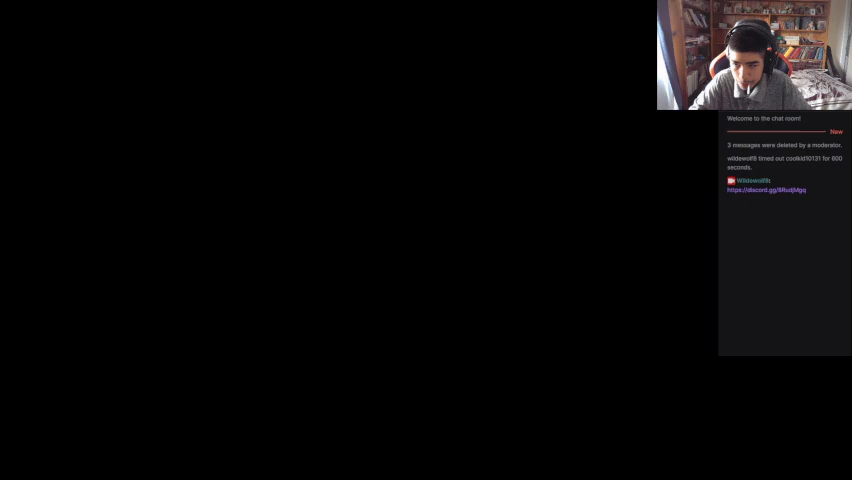 Welcome to the chat room!
New
3 messages were deleted by a moderator.
wildewolf8 timed out coolkid10131 for 600
seconds.
Wildewolf8:
https://discord.gg/8RudjMgq